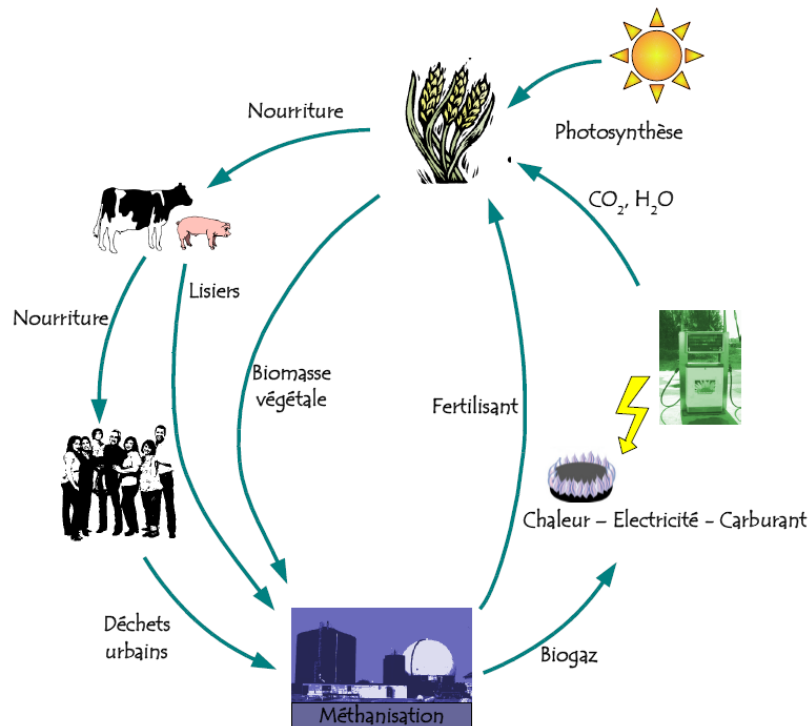 Nourriture
Photosynthèse
CO₂, H₂O
Lisiers
Nourriture
Biomasse
végétale
Fertilisant
Chaleur – Electricité - Carburant
Déchets
urbains
Biogaz
Méthanisation